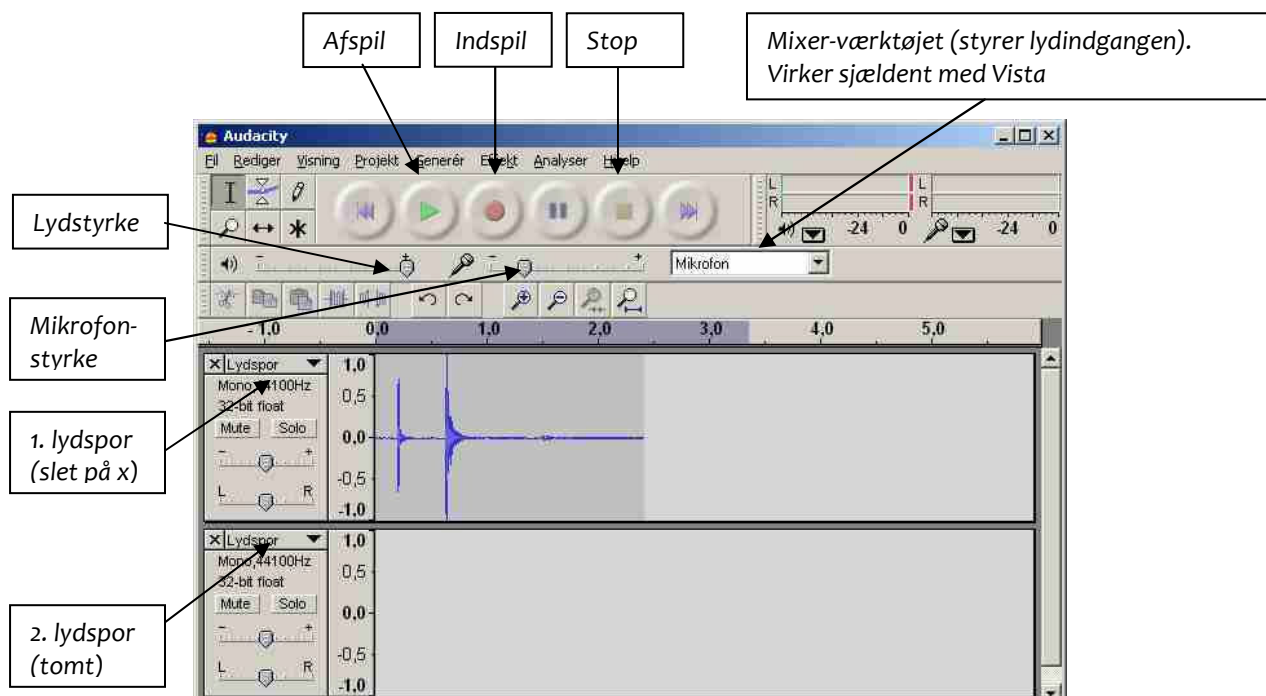 Afspil
Indspil
Stop
Mixer-værktøjet (styrer lydindgangen).
Virker sjældent med Vista
Audacity
Fil Rediger Visning Projekt Generér Effekt Analyser Hjælp
L
R
L
R
-24 0
-24 0
Lydstyrke
- +
- +
Mikrofon
Mikrofon-
styrke
-1,0 0,0 1,0 2,0 3,0 4,0 5,0
1. lydspor
(slet på x)
X Lydspor
Mono,44100Hz
32-bit float
Mute Solo
- +
L R
1,0
0,5
0,0
-0,5
-1,0
2. lydspor
(tomt)
X Lydspor
Mono,44100Hz
32-bit float
Mute Solo
- +
L R
1,0
0,5
0,0
-0,5
-1,0